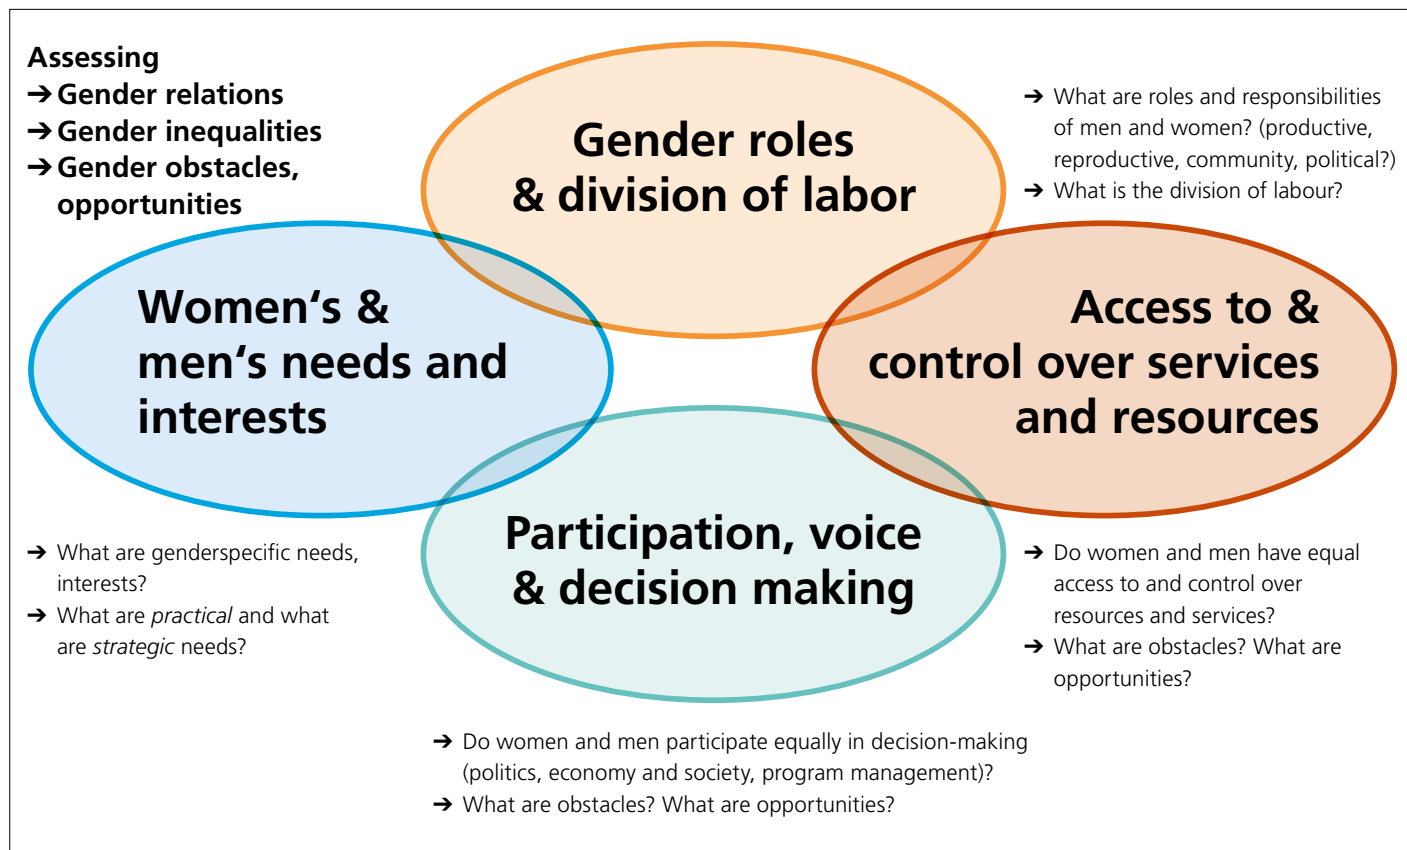 Assessing
➔ Gender relations
➔ Gender inequalities
➔ Gender obstacles,
opportunities
Gender roles
& division of labor
➔ What are roles and responsibilities
of men and women? (productive,
reproductive, community, political?)
➔ What is the division of labour?
Women‘s &
men‘s needs and
interests
Access to &
control over services
and resources
Participation, voice
& decision making
➔ What are genderspecific needs,
interests?
➔ What are practical and what
are strategic needs?
➔ Do women and men have equal
access to and control over
resources and services?
➔ What are obstacles? What are
opportunities?
➔ Do women and men participate equally in decision-making
(politics, economy and society, program management)?
➔ What are obstacles? What are opportunities?